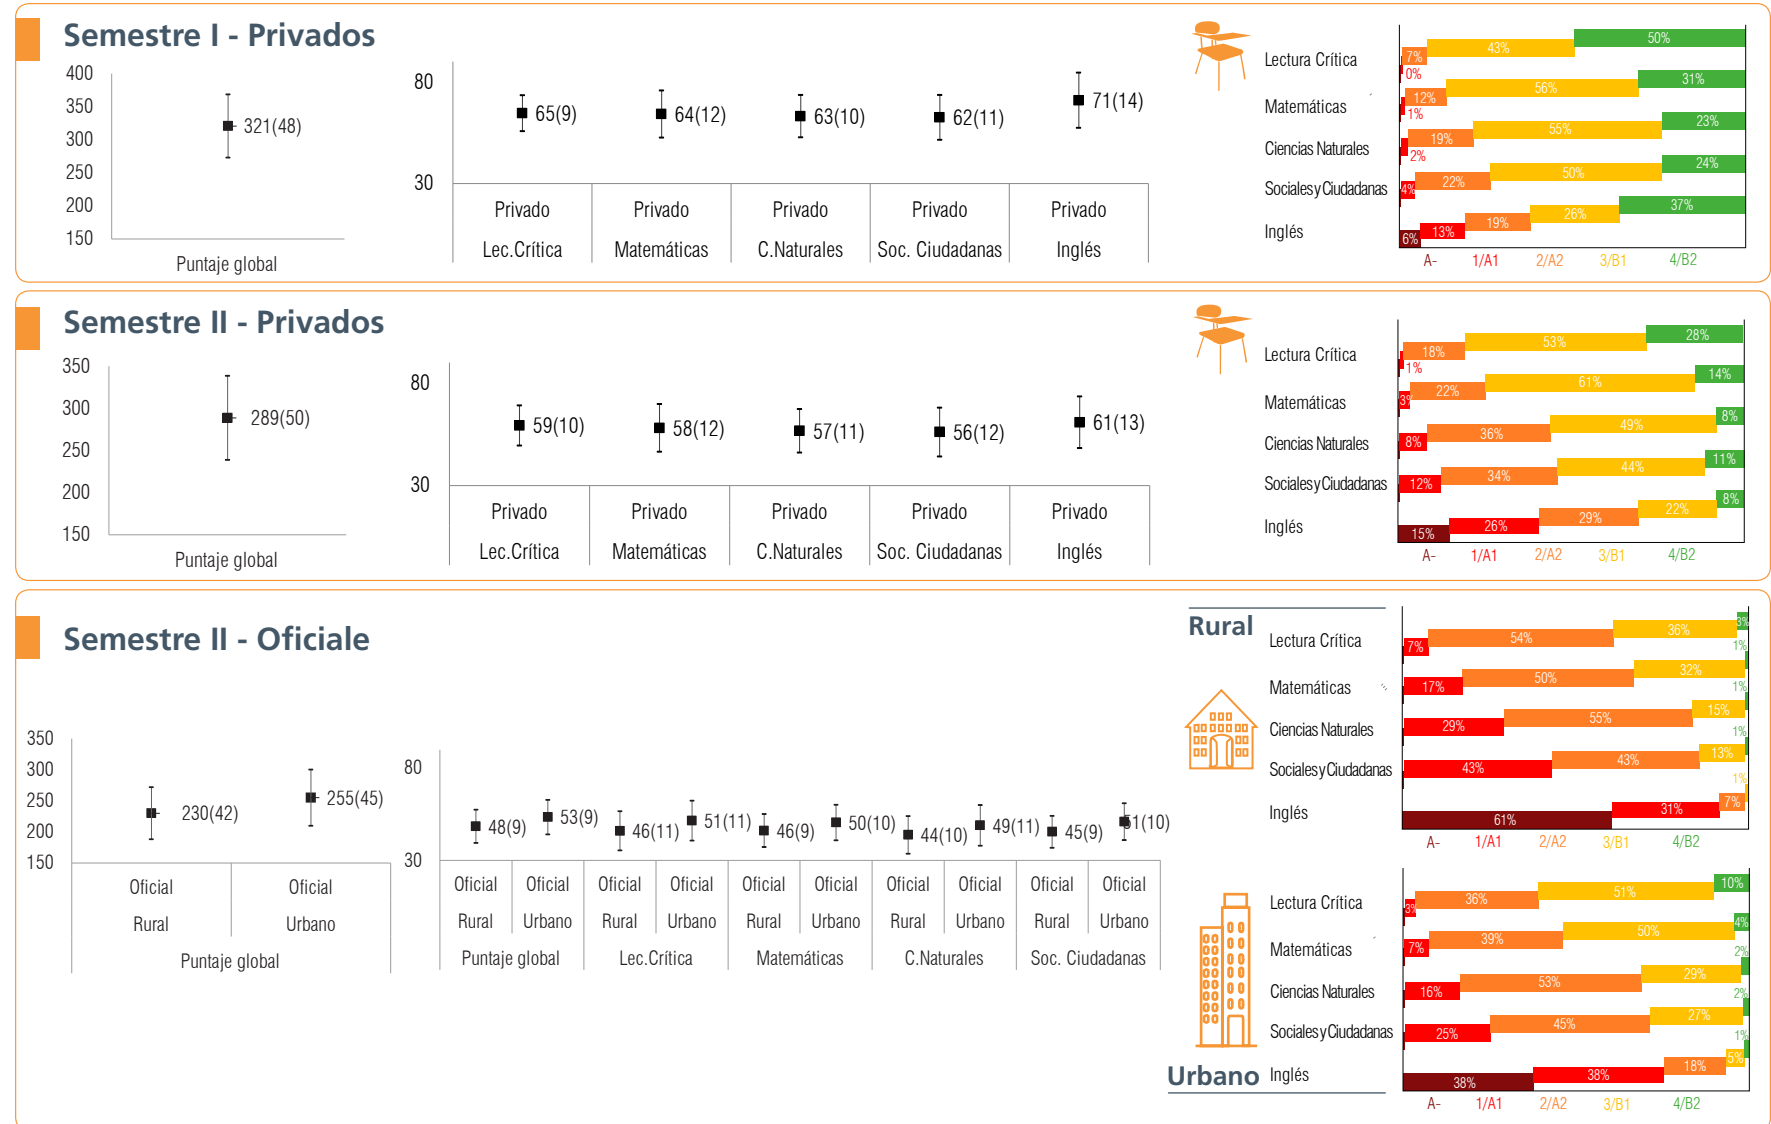 Semestre I - Privados
400
350
300
250
200
150
321(48)
Puntaje global
80
30
65(9)
64(12)
63(10)
62(11)
71(14)
Privado Privado Privado Privado Privado
Lec.Crítica Matemáticas C.Naturales Soc. Ciudadanas Inglés
Lectura Crítica
0% 7% 43% 50%
Matemáticas
1% 12% 56% 31%
Ciencias Naturales
2% 19% 55% 23%
Sociales y Ciudadanas
4% 22% 50% 24%
Inglés
6% 13% 19% 26% 37%
A- 1/A1 2/A2 3/B1 4/B2
Semestre II - Privados
350
300
250
200
150
289(50)
Puntaje global
80
30
59(10)
58(12)
57(11)
56(12)
61(13)
Privado Privado Privado Privado Privado
Lec.Crítica Matemáticas C.Naturales Soc. Ciudadanas Inglés
Lectura Crítica
1% 18% 53% 28%
Matemáticas
3% 22% 61% 14%
Ciencias Naturales
8% 36% 49% 8%
Sociales y Ciudadanas
12% 34% 44% 11%
Inglés
15% 26% 29% 22% 8%
A- 1/A1 2/A2 3/B1 4/B2
Semestre II - Oficiale
350
300
250
200
150
230(42)
255(45)
Oficial Oficial
Rural Urbano
Puntaje global
80
30
48(9)
53(9)
46(11)
51(11)
46(9)
50(10)
44(10)
49(11)
45(9)
51(10)
Oficial Oficial Oficial Oficial Oficial Oficial Oficial Oficial Oficial Oficial
Rural Urbano Rural Urbano Rural Urbano Rural Urbano Rural Urbano
Puntaje global Lec.Crítica Matemáticas C.Naturales Soc. Ciudadanas
Rural
Lectura Crítica
7% 54% 36% 3%
Matemáticas
17% 50% 32% 1%
Ciencias Naturales
29% 55% 15% 1%
Sociales y Ciudadanas
43% 43% 13% 1%
Inglés
61% 31% 7% 1%
A- 1/A1 2/A2 3/B1 4/B2
Urbano
Lectura Crítica
3% 36% 51% 10%
Matemáticas
7% 39% 50% 4%
Ciencias Naturales
16% 53% 29% 2%
Sociales y Ciudadanas
25% 45% 27% 2%
Inglés
38% 38% 18% 5% 1%
A- 1/A1 2/A2 3/B1 4/B2